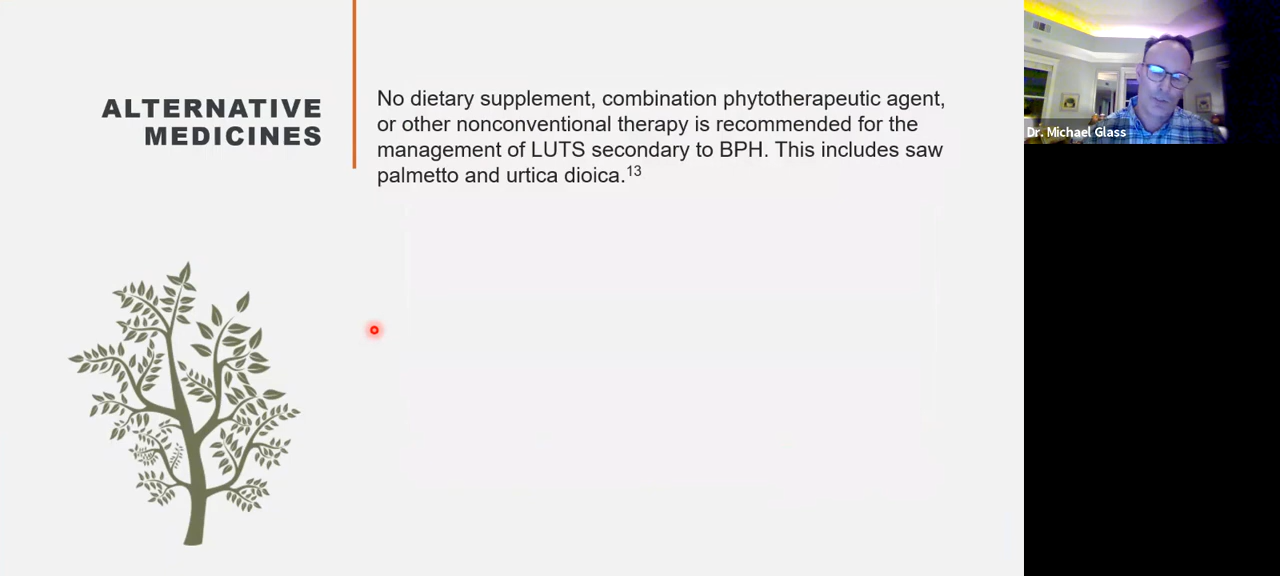 ALTERNATIVE
MEDICINES
No dietary supplement, combination phytotherapeutic agent,
or other nonconventional therapy is recommended for the
management of LUTS secondary to BPH. This includes saw
palmetto and urtica dioica.13
Dr. Michael Glass